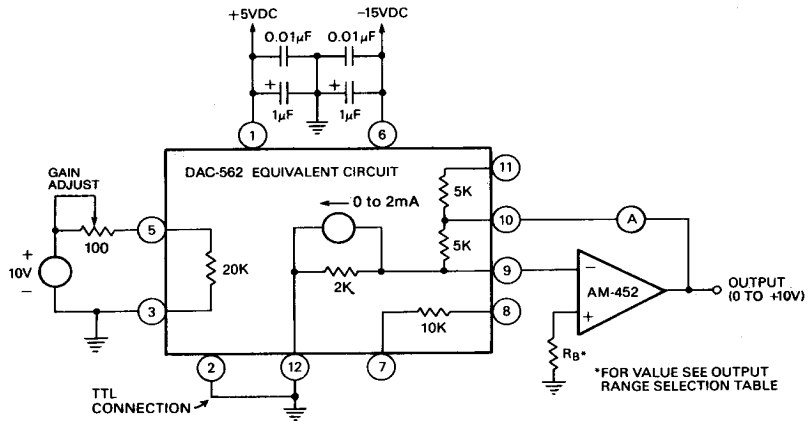 +5VDC
-15VDC
0.01µF
0.01µF
+
+
1µF
1µF
1
6
DAC-562 EQUIVALENT CIRCUIT
11
GAIN
ADJUST
0 to 2mA
5K
10
A
5
100
5K
+
10V
−
20K
2K
9
−
AM-452
OUTPUT
(0 TO +10V)
3
10K
8
+
RB*
2
12
7
*FOR VALUE SEE OUTPUT
RANGE SELECTION TABLE
TTL
CONNECTION